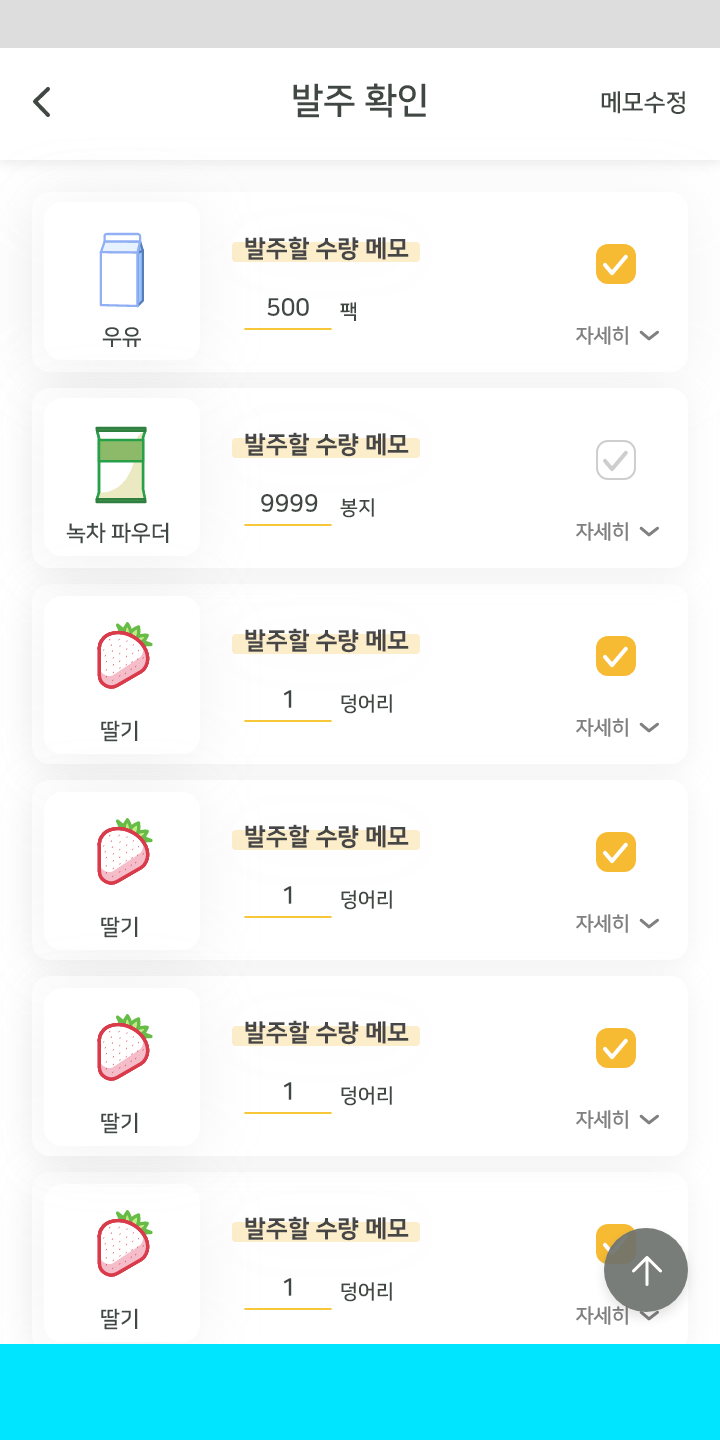 발주 확인
메모수정
발주할 수량 메모
500 팩
우유
자세히
발주할 수량 메모
9999 봉지
녹차 파우더
자세히
발주할 수량 메모
1 덩어리
딸기
자세히
발주할 수량 메모
1 덩어리
딸기
자세히
발주할 수량 메모
1 덩어리
딸기
자세히
발주할 수량 메모
1 덩어리
딸기
자세히